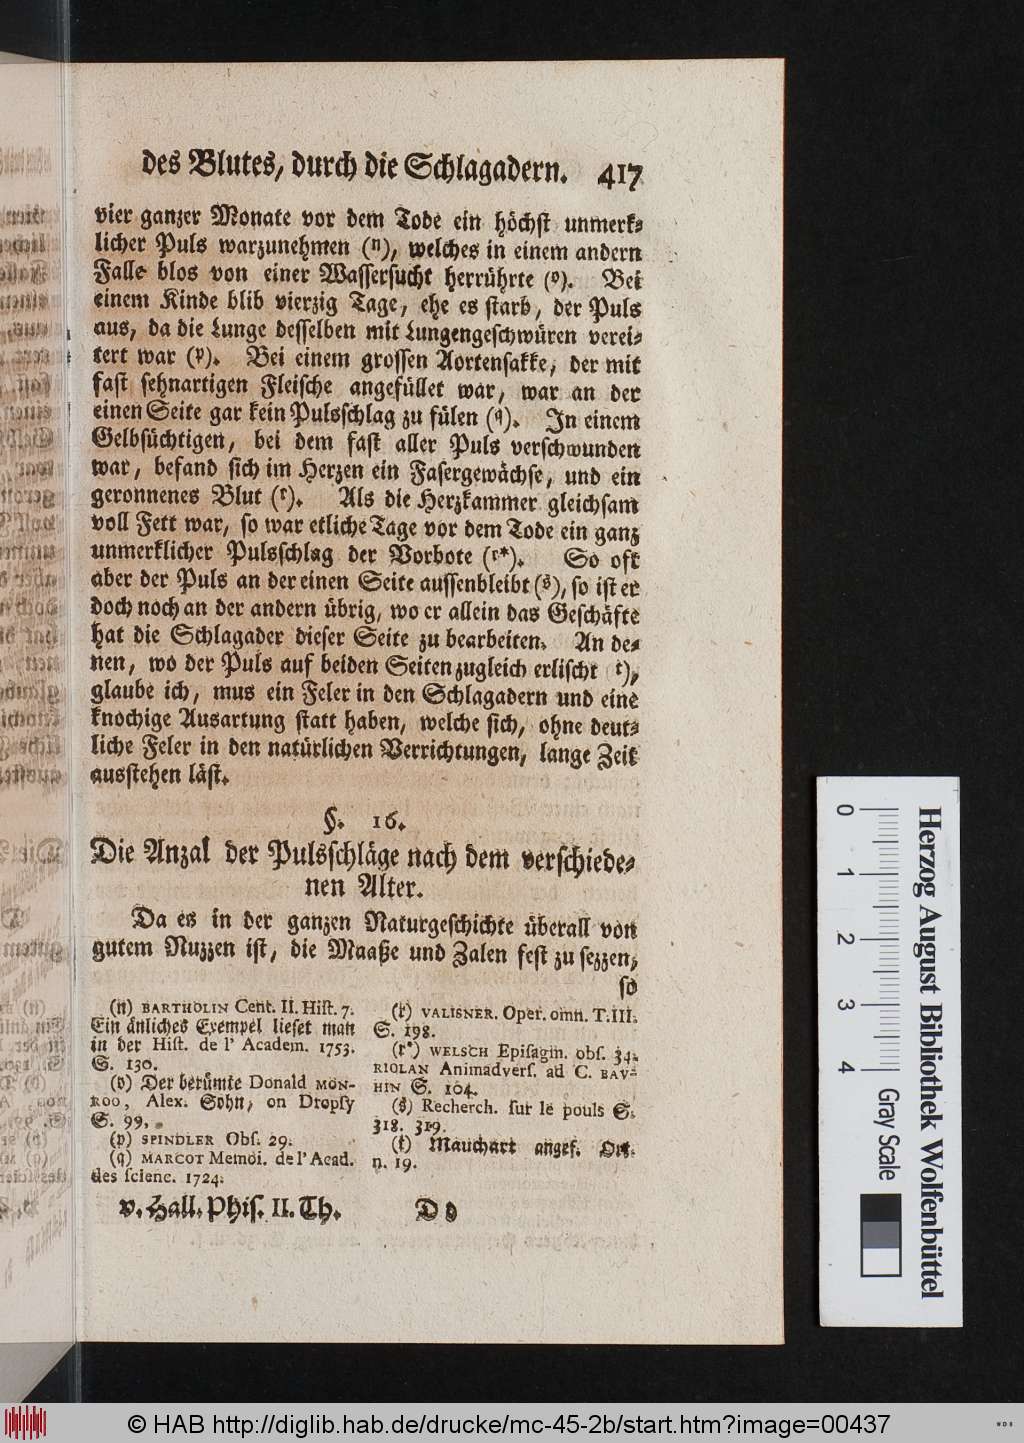 des Blutes, durch die Schlagadern. 417
vier ganzer Monate vor dem Tode ein höchst unmerk-
licher Puls warzunehmen (n), welches in einem andern
Falle blos von einer Wassersucht herrührte (o). Bei
einem Kinde blib vierzig Tage, ehe es starb, der Puls
aus, da die Lunge desselben mit Lungengeschwüren verei-
tert war (p). Bei einem grossen Aortensakke, der mit
fast sehnartigen Fleische angefüllet war, war an der
einen Seite gar kein Pulsschlag zu fülen (q). In einem
Gelbsüchtigen, bei dem fast aller Puls verschwunden
war, befand sich im Herzen ein Fasergewächse, und ein
geronnenes Blut (r). Als die Herzkammer gleichsam
voll Fett war, so war etliche Tage vor dem Tode ein ganz
unmerklicher Pulsschlag der Vorbote (r*). So oft
aber der Puls an der einen Seite aussenbleibt (s), so ist er
doch noch an der andern übrig, wo er allein das Geschäfte
hat die Schlagader dieser Seite zu bearbeiten. An de-
nen, wo der Puls auf beiden Seiten zugleich erlischt t),
glaube ich, mus ein Feler in den Schlagadern und eine
knochige Ausartung statt haben, welche sich, ohne deut-
liche Feler in den natürlichen Verrichtungen, lange Zeit
ausstehen läst.
§. 16.
Die Anzal der Pulsschläge nach dem verschiede-
nen Alter.
Da es in der ganzen Naturgeschichte überall von
gutem Nuzzen ist, die Maaße und Zalen fest zu sezzen,
so
(n) BARTHOLIN Cent. II. Hist. 7.
Ein änliches Exempel lieset man
in der Hist. de l' Academ. 1753.
S. 130.
(o) Der berümte Donald MON-
ROO, Alex. Sohn, on Dropsy
S. 99.
(p) SPINDLER Obs. 29.
(q) MARCOT Memoi. de l'Acad.
des scienc. 1724.
(r) VALISNER. Oper. omn. T.III.
S. 198.
(r*) WELSCH Episagm. obs. 34.
RIOLAN Animadvers. ad C. BAV-
HIN S. 104.
(s) Recherch. sur le pouls S.
318. 319.
(t) Mauchart anges. Ort.
n. 19.
v. Hall. Phis. II. Th. D d
0 1 2 3 4
Gray Scale
Herzog August Bibliothek Wolfenbüttel
© HAB http://diglib.hab.de/drucke/mc-45-2b/start.htm?image=00437